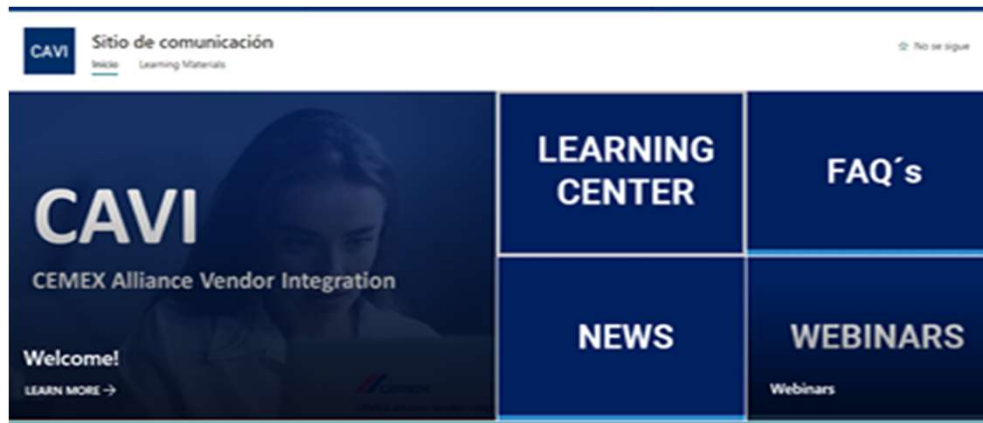 CAVI
Sitio de comunicación
Inicio Learning Materials
☆ No se sigue
CAVI
CEMEX Alliance Vendor Integration
Welcome!
LEARN MORE →
CEMEX
LEARNING
CENTER
FAQ´s
NEWS
WEBINARS
Webinars